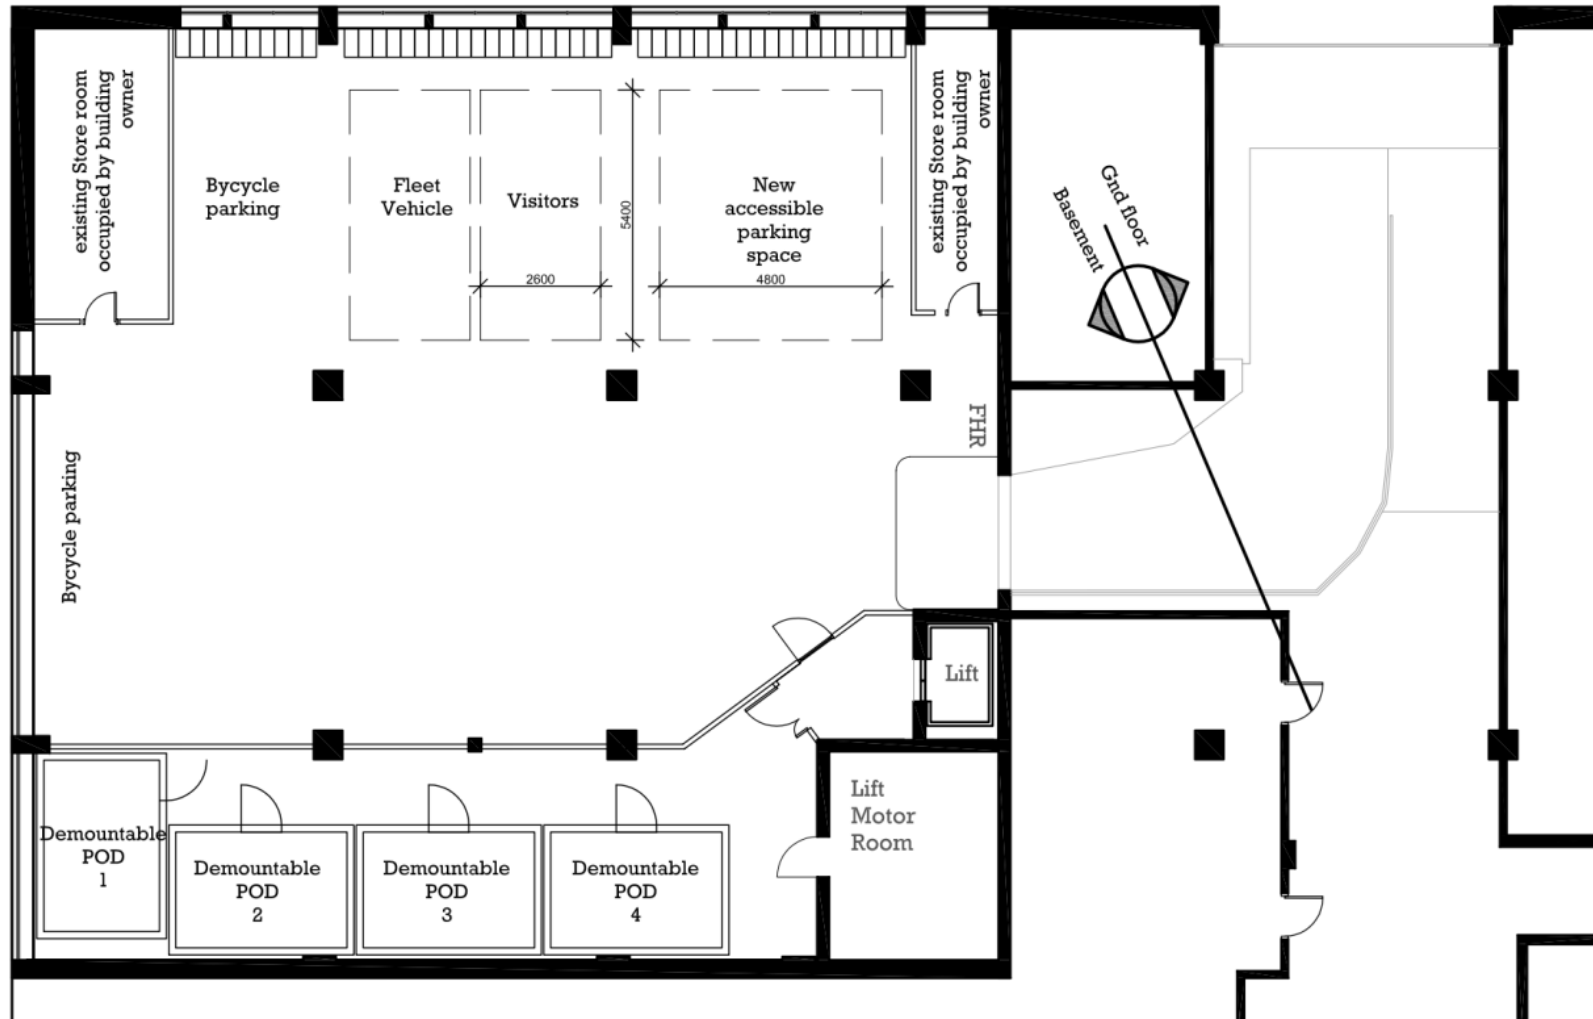 existing Store room
occupied by building
owner
Bycycle
parking
Fleet
Vehicle
Visitors
5400
New
accessible
parking
space
2600
4800
existing Store room
occupied by building
owner
Gnd floor
Basement
FHR
Bycycle parking
Lift
Lift
Motor
Room
Demountable
POD
1
Demountable
POD
2
Demountable
POD
3
Demountable
POD
4